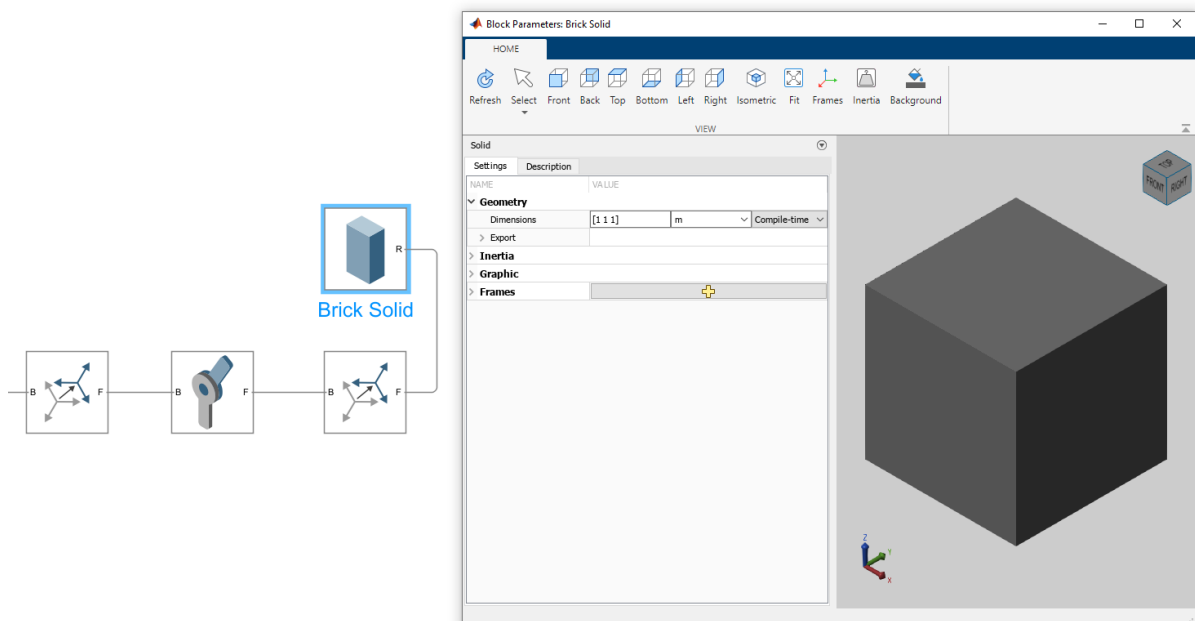 Block Parameters: Brick Solid
HOME
Refresh Select Front Back Top Bottom Left Right Isometric Fit Frames Inertia Background
VIEW
Solid
Settings Description
NAME VALUE
Geometry
Dimensions [1 1 1] m Compile-time
Export
Inertia
Graphic
Frames
FRONT RIGHT
Z
Y
X
R
Brick Solid
B F B F B F